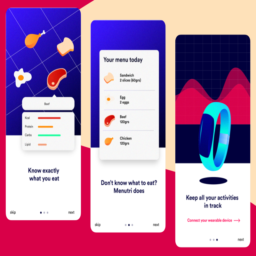 Beef
Know exactly
what you eat
skip
next
Your menu today
Sandwich
2 slices (60grs)
Egg
2 eggs
Beef
120grs
Chicken
120grs
Don't know what to eat?
Menutri does
skip
next
Keep all your activities
in track
Connect your wearable device
skip
next